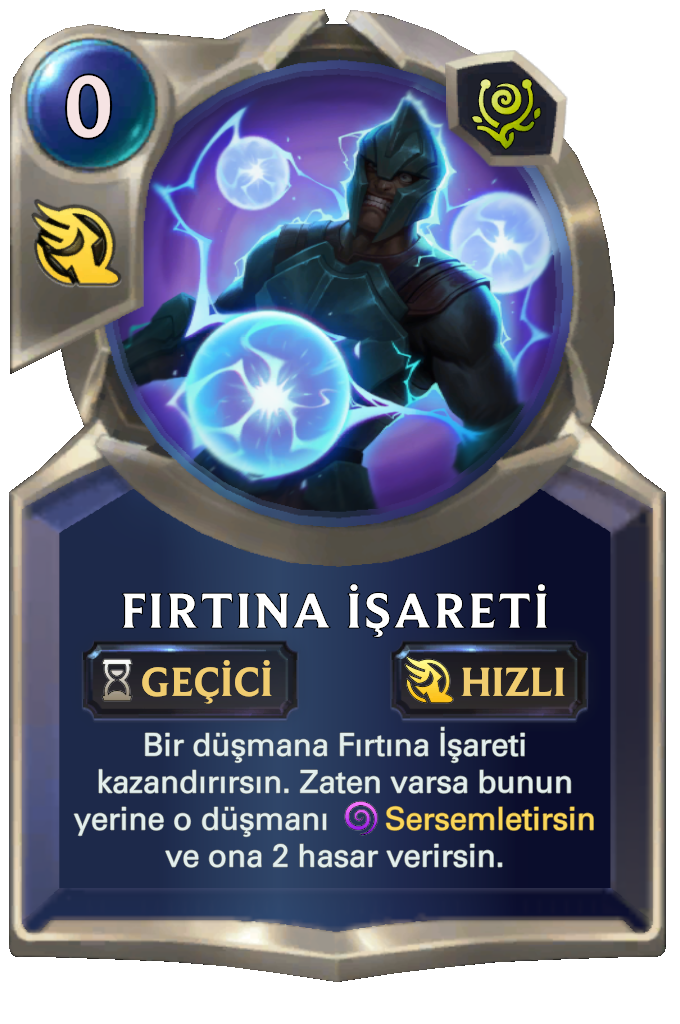 0
FIRTINA İŞARETİ
GEÇİCİ HIZLI
Bir düşmana Fırtına İşareti
kazandırırsın. Zaten varsa bunun
yerine o düşmanı Sersemletirsin
ve ona 2 hasar verirsin.